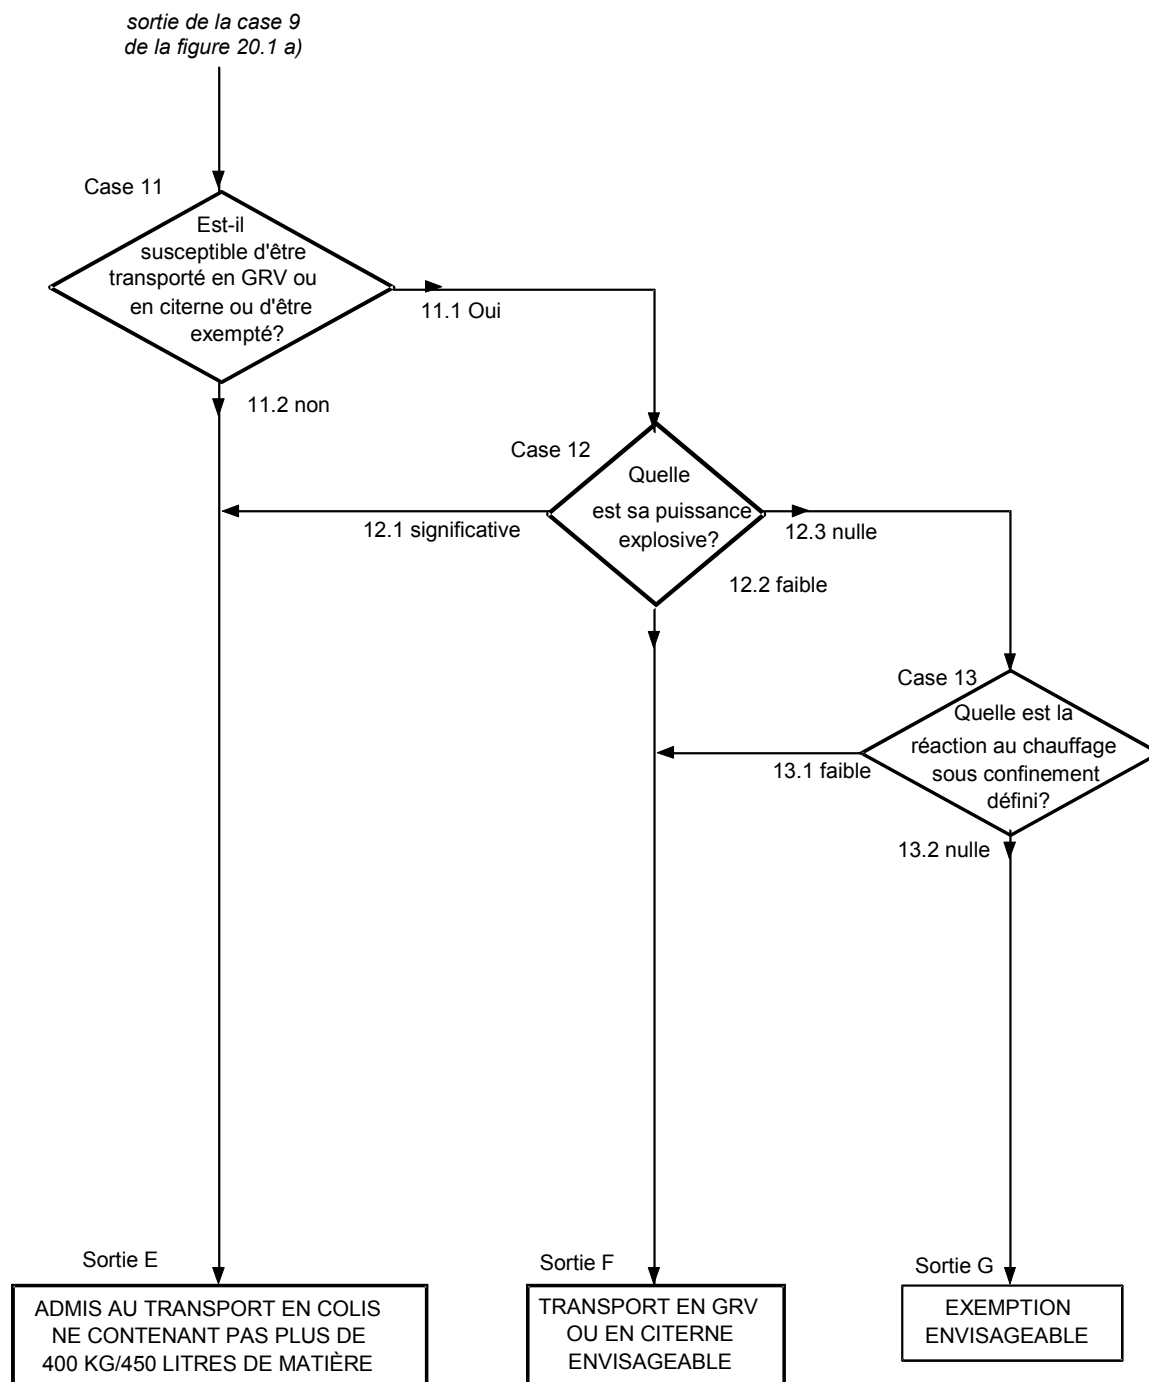 sortie de la case 9
de la figure 20.1 a)
Case 11
Est-il
susceptible d'être
transporté en GRV ou
en citerne ou d'être
exempté?
11.1 Oui
11.2 non
Case 12
Quelle
est sa puissance
explosive?
12.1 significative
12.3 nulle
12.2 faible
Case 13
Quelle est la
réaction au chauffage
sous confinement
défini?
13.1 faible
13.2 nulle
Sortie E
ADMIS AU TRANSPORT EN COLIS
NE CONTENANT PAS PLUS DE
400 KG/450 LITRES DE MATIÈRE
Sortie F
TRANSPORT EN GRV
OU EN CITERNE
ENVISAGEABLE
Sortie G
EXEMPTION
ENVISAGEABLE